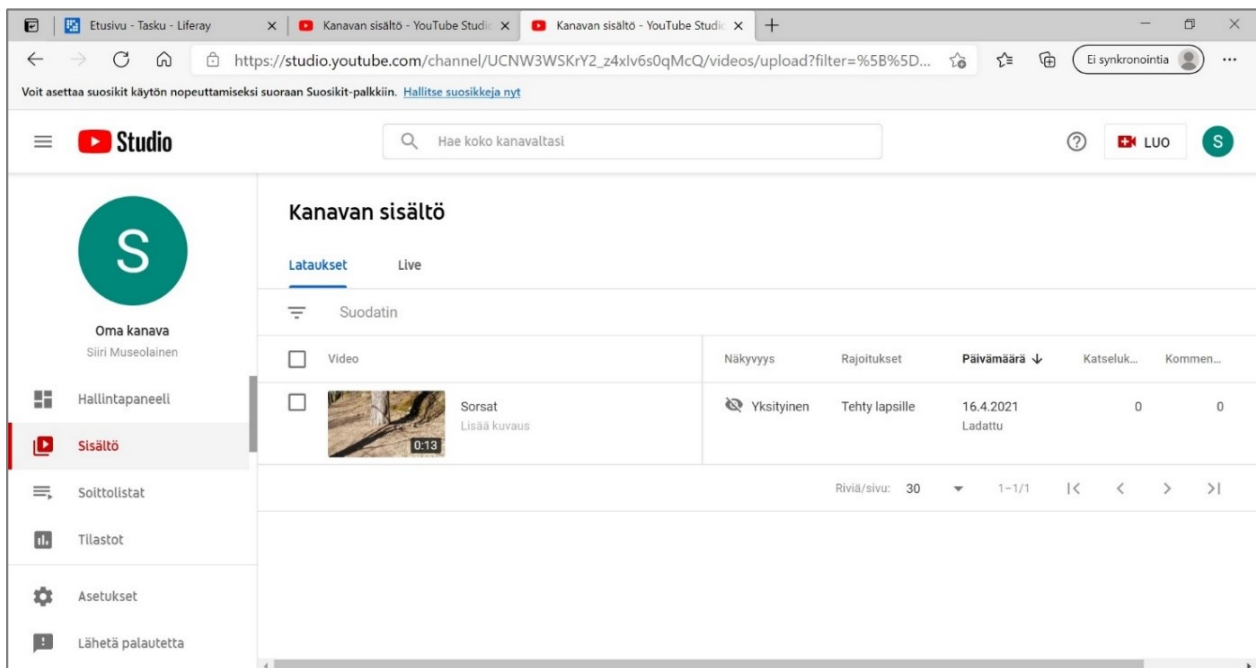 Etusivu - Tasku - Liferay
Kanavan sisältö - YouTube Studio
Kanavan sisältö - YouTube Studio
https://studio.youtube.com/channel/UCNW3WSKrY2_z4xIv6s0qMcQ/videos/upload?filter=%5B%5D...
Ei synkronointia
Voit asettaa suosikit käytön nopeuttamiseksi suoraan Suosikit-palkkiin. Hallitse suosikkeja nyt
Studio
Hae koko kanavaltasi
LUO
S
S
Oma kanava
Siiri Museolainen
Hallintapaneeli
Sisältö
Soittolistat
Tilastot
Asetukset
Lähetä palautetta
Kanavan sisältö
Lataukset Live
Suodatin
Video Näkyvyys Rajoitukset Päivämäärä Katseluk... Kommen...
Sorsat Yksityinen Tehty lapsille 16.4.2021 0 0
Lisää kuvaus Ladattu
0:13
Riviä/sivu: 30 1–1/1